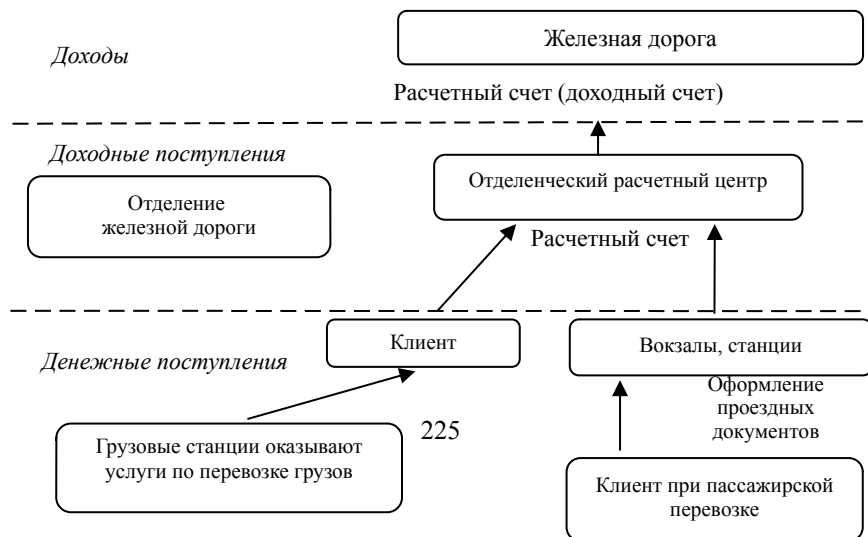 Доходы
Железная дорога
Расчетный счет (доходный счет)
Доходные поступления
Отделение
железной дороги
Отделенческий расчетный центр
Расчетный счет
Денежные поступления
Клиент
Вокзалы, станции
Оформление
проездных
документов
Грузовые станции оказывают
услуги по перевозке грузов
225
Клиент при пассажирской
перевозке